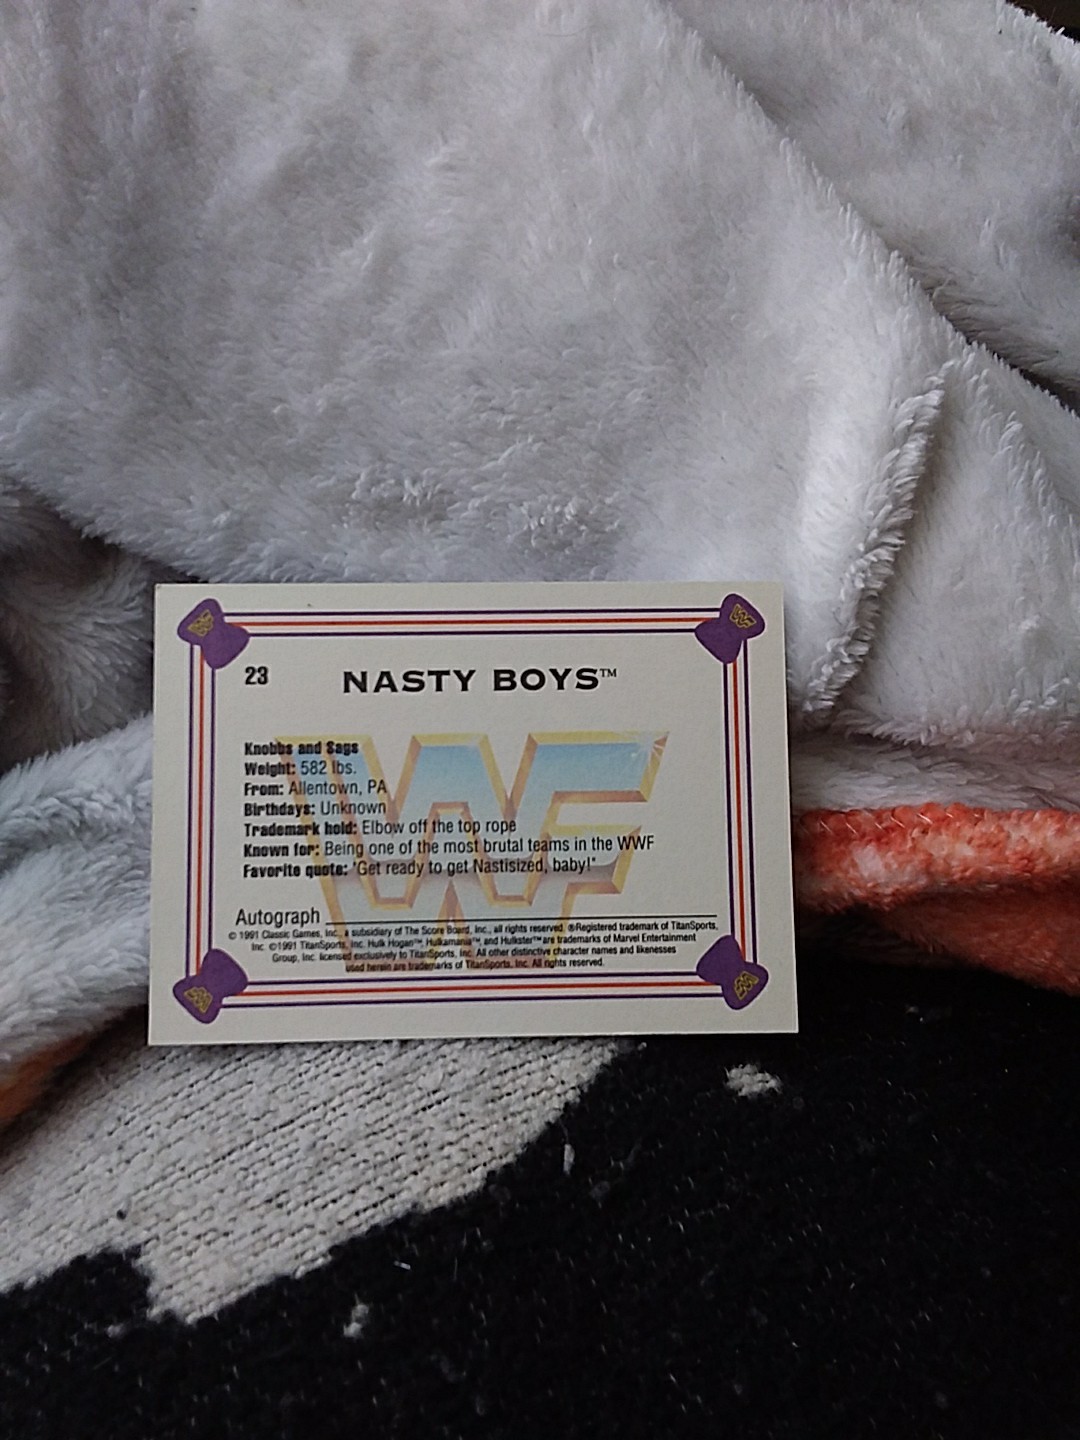 23
NASTY BOYS™
Knobbs and Sags
Weight: 582 lbs.
From: Allentown, PA
Birthdays: Unknown
Trademark hold: Elbow off the top rope
Known for: Being one of the most brutal teams in the WWF
Favorite quote: "Get ready to get Nastisized, baby!"
WF
Autograph
© 1991 Classic Games, Inc., a subsidiary of The Score Board, Inc., all rights reserved. ®Registered trademark of TitanSports,
Inc. ©1991 TitanSports, Inc. Hulk Hogan™, Hulkamania™, and Hulkster™ are trademarks of Marvel Entertainment
Group, Inc. licensed exclusively to TitanSports, Inc. All other distinctive character names and likenesses
used herein are trademarks of TitanSports, Inc. All rights reserved.